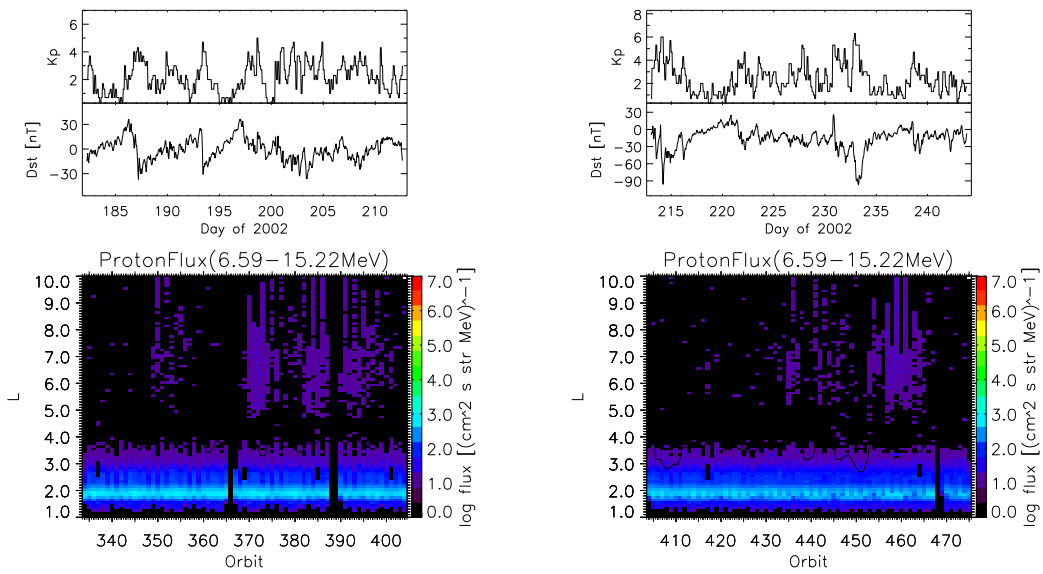 6
4
2
Kp
30
0
−30
Dst [nT]
185 190 195 200 205 210
Day of 2002
8
6
4
2
Kp
30
0
−30
−60
−90
Dst [nT]
215 220 225 230 235 240
Day of 2002
ProtonFlux(6.59−15.22MeV)
10.0
9.0
8.0
7.0
6.0
5.0
4.0
3.0
2.0
1.0
L
340 350 360 370 380 390 400
Orbit
7.0
6.0
5.0
4.0
3.0
2.0
1.0
0.0
log flux [(cm^2 s str MeV)^−1]
ProtonFlux(6.59−15.22MeV)
10.0
9.0
8.0
7.0
6.0
5.0
4.0
3.0
2.0
1.0
L
410 420 430 440 450 460 470
Orbit
7.0
6.0
5.0
4.0
3.0
2.0
1.0
0.0
log flux [(cm^2 s str MeV)^−1]